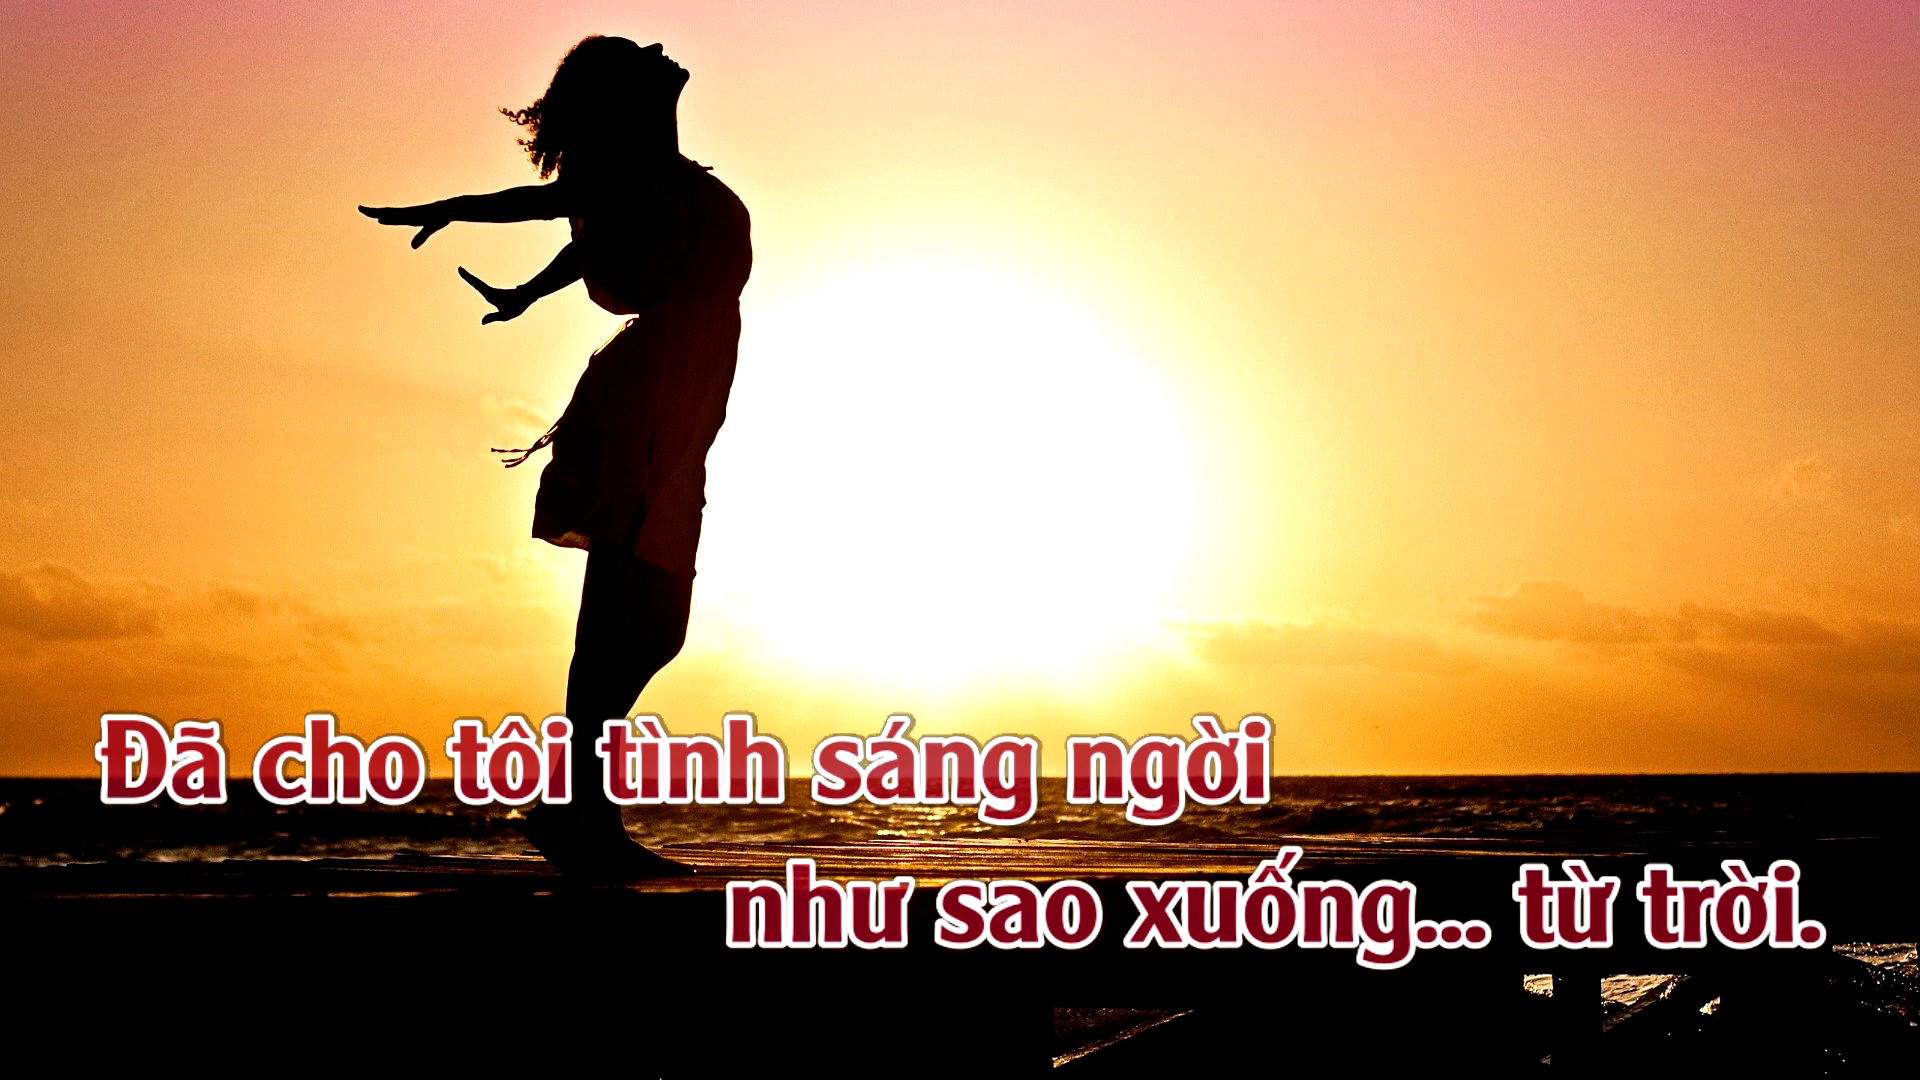 Đã cho tôi tình sáng ngời
như sao xuống... từ trời.